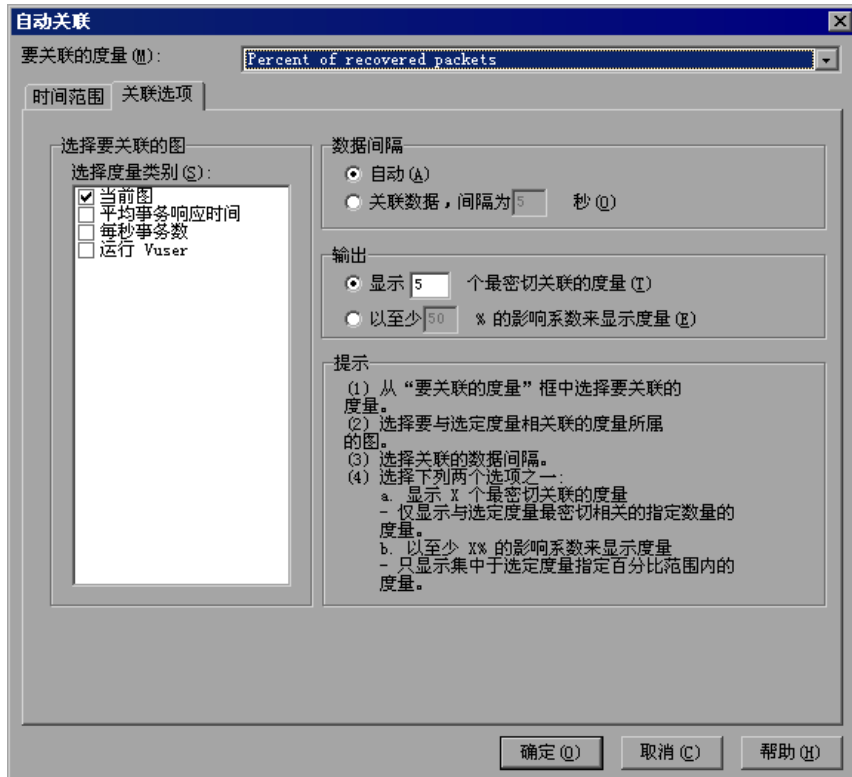 自动关联
要关联的度量(M):
Percent of recovered packets
时间范围
关联选项
选择要关联的图
选择度量类别(S):
当前图
平均事务响应时间
每秒事务数
运行 Vuser
数据间隔
自动(A)
关联数据，间隔为 5 秒(O)
输出
显示 5 个最密切关联的度量(T)
以至少 50 % 的影响系数来显示度量(E)
提示
(1) 从“要关联的度量”框中选择要关联的
度量。
(2) 选择要与选定度量相关联的度量所属
的图。
(3) 选择关联的数据间隔。
(4) 选择下列两个选项之一:
a. 显示 X 个最密切关联的度量
- 仅显示与选定度量最密切相关的指定数量的
度量。
b. 以至少 X% 的影响系数来显示度量
- 只显示集中于选定度量指定百分比范围内的
度量。
确定(O)
取消(C)
帮助(H)